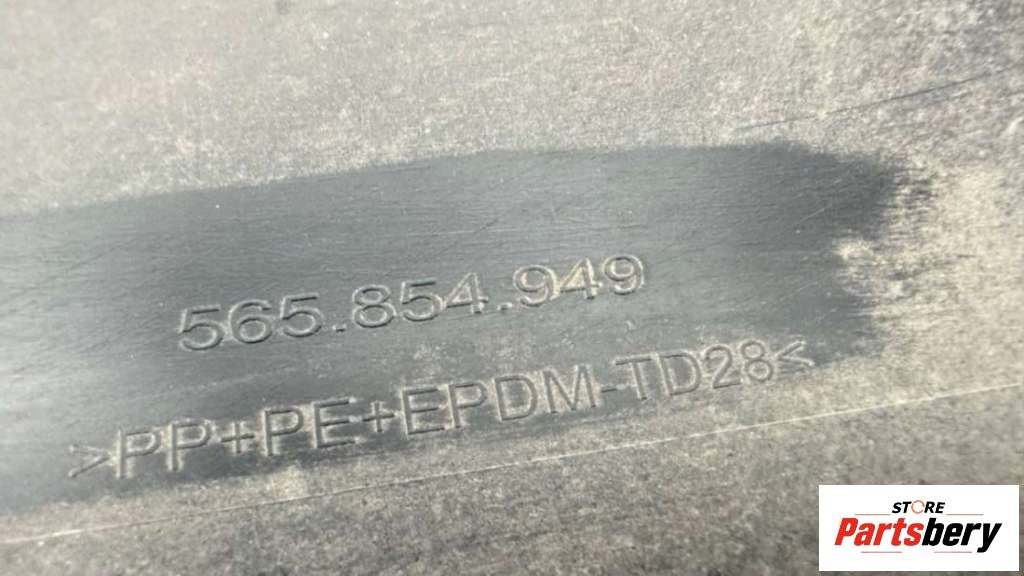 565.854.949
>PP+PE+EPDM-TD28<
STORE
Partsbery